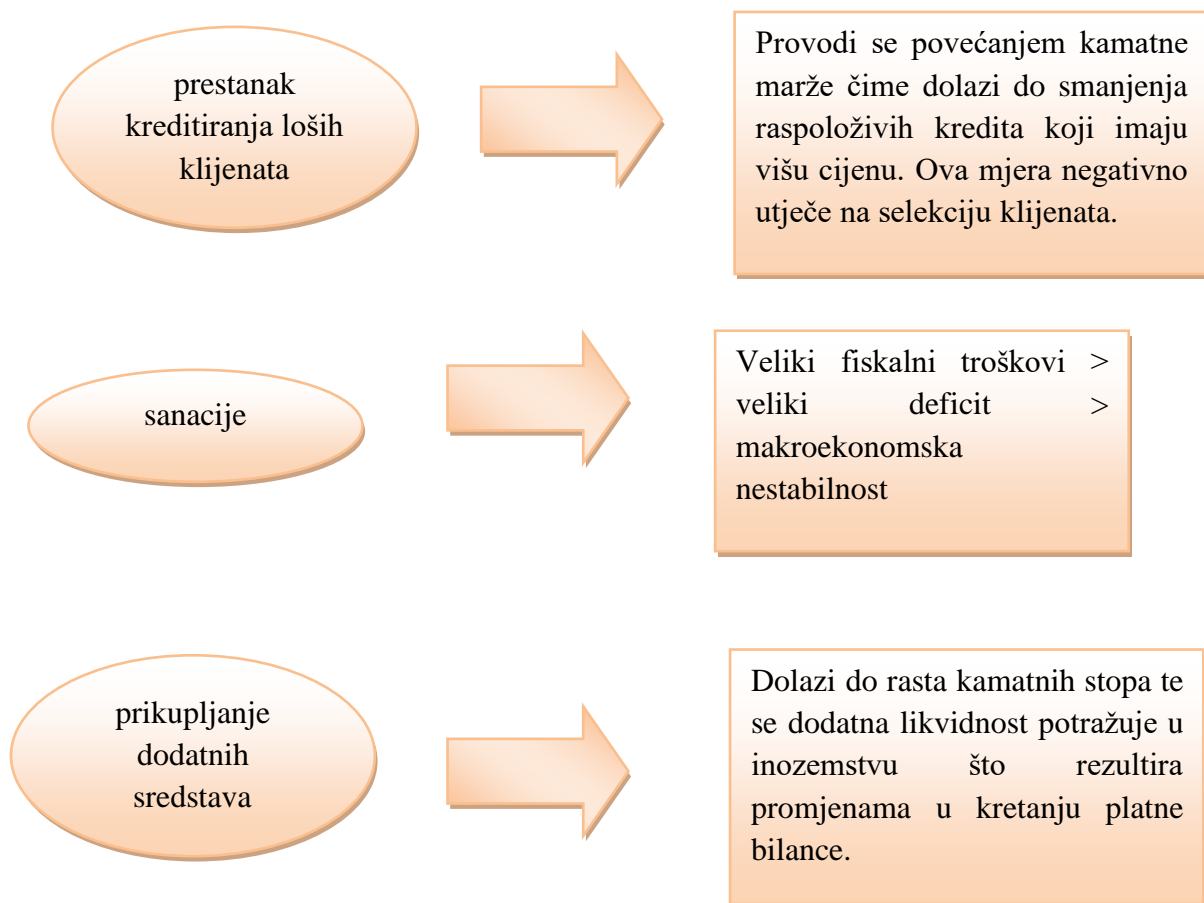 prestanak
kreditiranja loših
klijenata
Provodi se povećanjem kamatne
marže čime dolazi do smanjenja
raspoloživih kredita koji imaju
višu cijenu. Ova mjera negativno
utječe na selekciju klijenata.
sanacije
Veliki fiskalni troškovi >
veliki deficit >
makroekonomska
nestabilnost
prikupljanje
dodatnih
sredstava
Dolazi do rasta kamatnih stopa te
se dodatna likvidnost potražuje u
inozemstvu što rezultira
promjenama u kretanju platne
bilance.